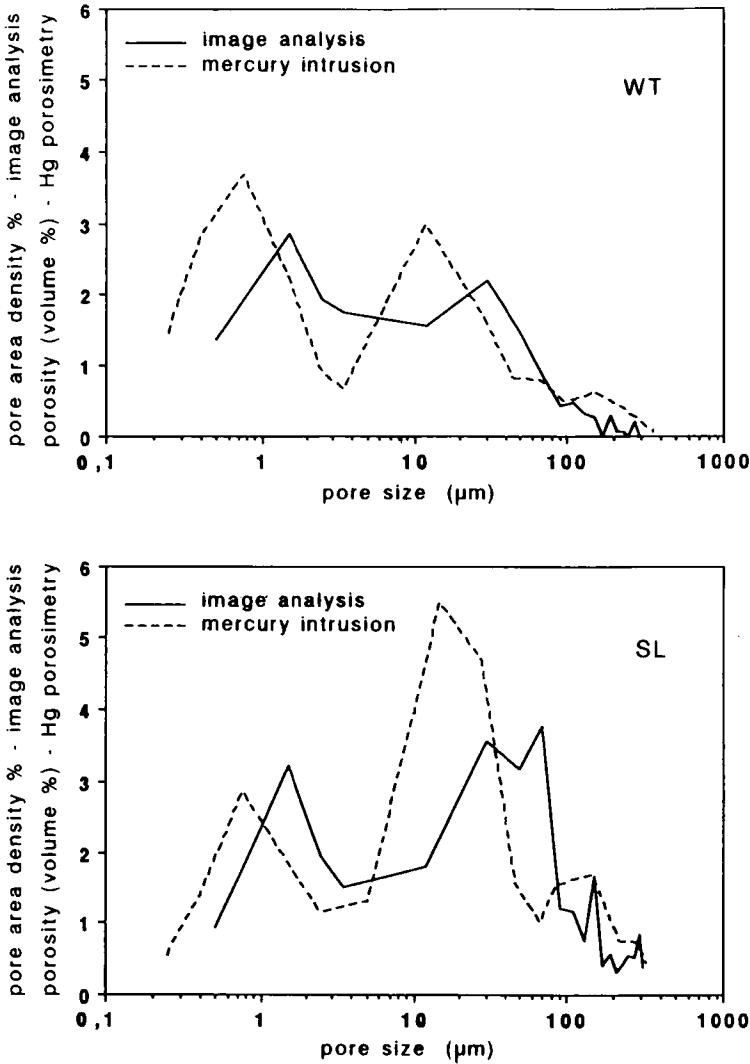 pore area density % - image analysis
porosity (volume %) - Hg porosimetry
6
5
4
3
2
1
0
image analysis
mercury intrusion
WT
0,1
1
10
100
1000
pore size (µm)
pore area density % - image analysis
porosity (volume %) - Hg porosimetry
6
5
4
3
2
1
0
image analysis
mercury intrusion
SL
0,1
1
10
100
1000
pore size (µm)